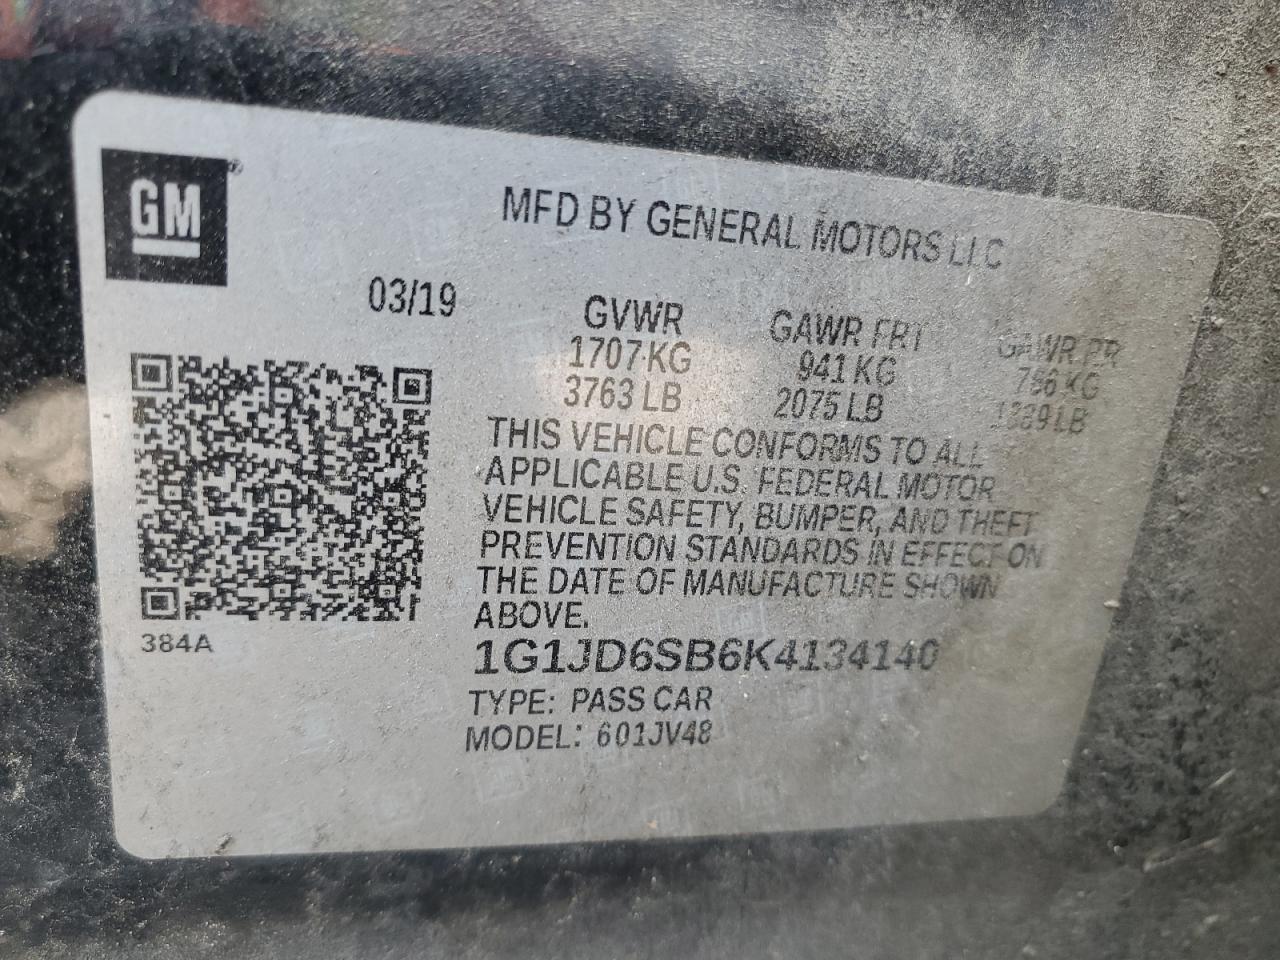 GM
MFD BY GENERAL MOTORS LLC
03/19
GVWR GAWR FRT GAWR RR
1707 KG 941 KG KG
3763 LB 2075 LB LB
THIS VEHICLE CONFORMS TO ALL
APPLICABLE U.S. FEDERAL MOTOR
VEHICLE SAFETY, BUMPER, AND THEFT
PREVENTION STANDARDS IN EFFECT ON
THE DATE OF MANUFACTURE SHOWN
ABOVE.
384A
1G1JD6SB6K4134140
TYPE: PASS CAR
MODEL: 601JV48